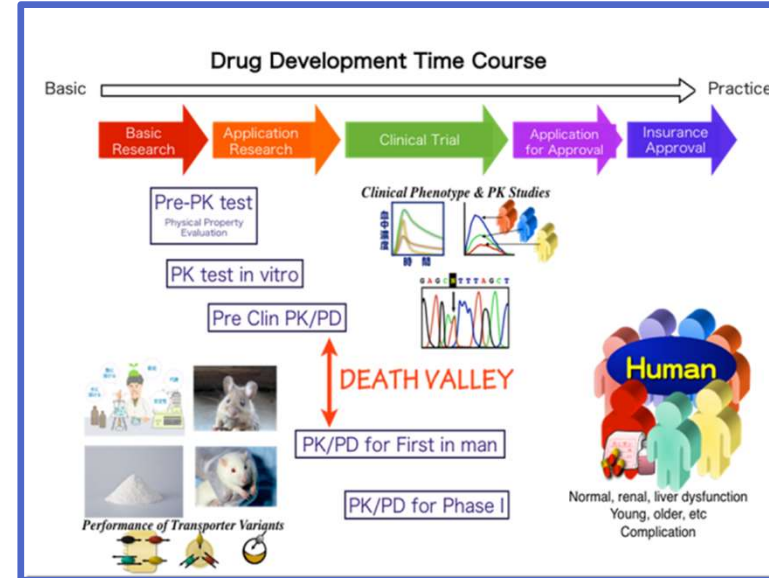 Drug Development Time Course
Basic
Practice
Basic
Research
Application
Research
Clinical Trial
Application
for Approval
Insurance
Approval
Pre-PK test
Physical Property
Evaluation
PK test in vitro
Pre Clin PK/PD
Clinical Phenotype & PK Studies
時 間
GAGCATTTAGCT
DEATH VALLEY
PK/PD for First in man
PK/PD for Phase I
Performance of Transporter Variants
Human
Normal, renal, liver dysfunction
Young, older, etc
Complication